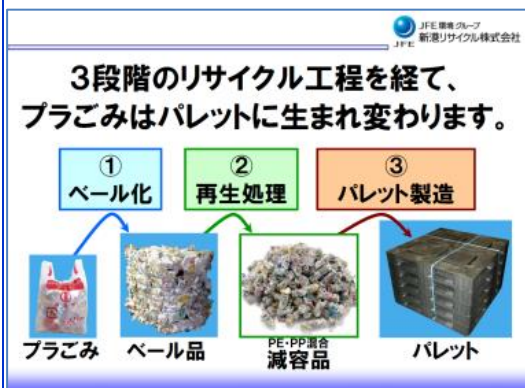 JFE 環境グループ
JFE 新港リサイクル株式会社
3段階のリサイクル工程を経て、
プラごみはパレットに生まれ変わります。
① ② ③
ベール化 再生処理 パレット製造
プラごみ ベール品 PE・PP混合 減容品 パレット